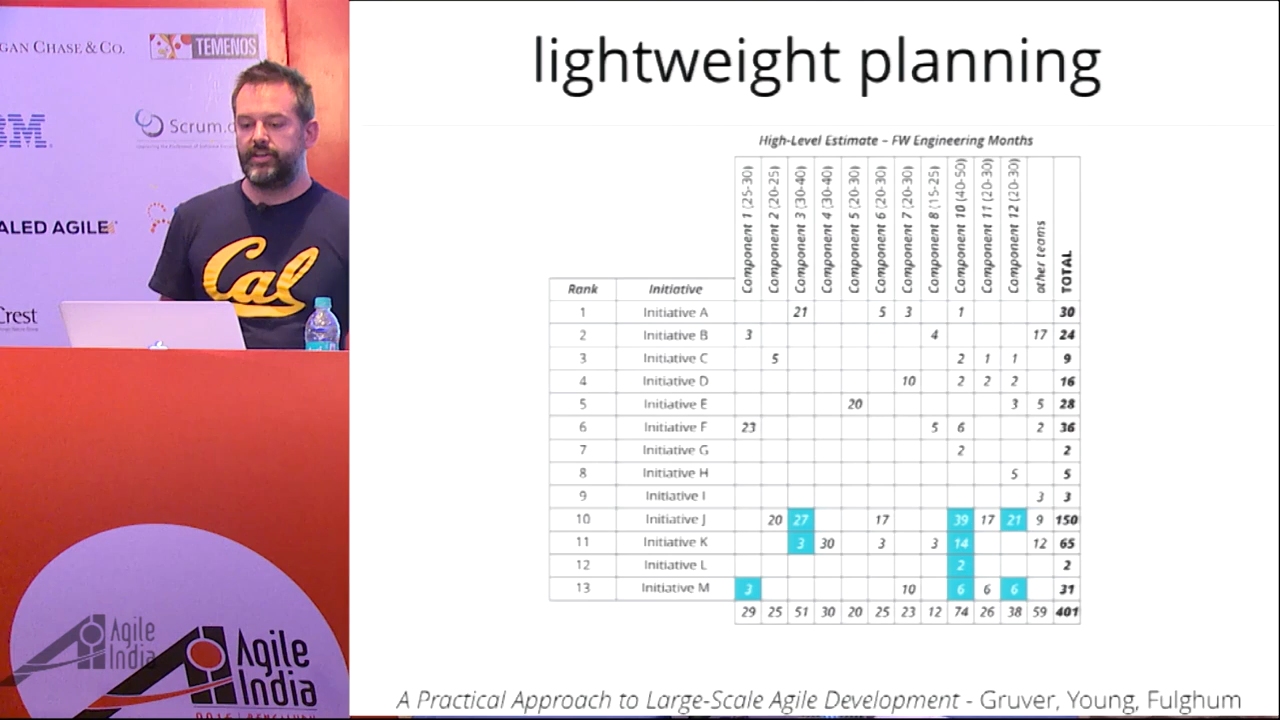 GAN CHASE & CO.
TEMENOS
IBM
Scrum.o
ALED AGILE
Crest
Cal
Agile
India
Agile
India
lightweight planning
High-Level Estimate – FW Engineering Months
Rank Initiative Component 1 (25-30) Component 2 (20-25) Component 3 (30-40) Component 4 (30-40) Component 5 (20-30) Component 6 (20-30) Component 7 (20-30) Component 8 (15-25) Component 10 (40-50) Component 11 (20-30) Component 12 (20-30) other teams TOTAL
1 Initiative A 21 5 3 1 30
2 Initiative B 3 4 17 24
3 Initiative C 5 2 1 1 9
4 Initiative D 10 2 2 2 16
5 Initiative E 20 3 5 28
6 Initiative F 23 5 6 2 36
7 Initiative G 2 2
8 Initiative H 5 5
9 Initiative I 3 3
10 Initiative J 20 27 17 39 17 21 9 150
11 Initiative K 3 30 3 3 14 12 65
12 Initiative L 2 2
13 Initiative M 3 10 6 6 6 31
29 25 51 30 20 25 23 12 74 26 38 59 401
A Practical Approach to Large-Scale Agile Development - Gruver, Young, Fulghum